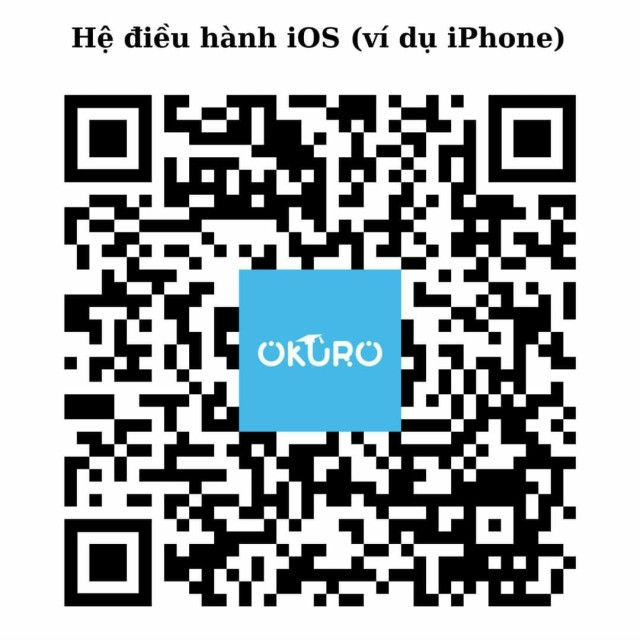 Hệ điều hành iOS (ví dụ iPhone)
OKURO